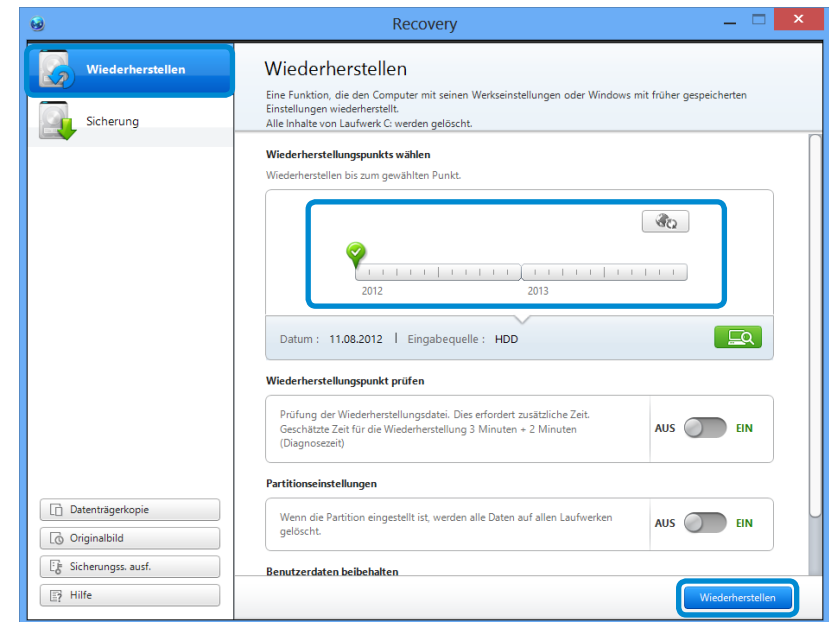 Recovery
Wiederherstellen
Sicherung
Datenträgerkopie
Originalbild
Sicherungss. ausf.
Hilfe
Wiederherstellen
Eine Funktion, die den Computer mit seinen Werkseinstellungen oder Windows mit früher gespeicherten
Einstellungen wiederherstellt.
Alle Inhalte von Laufwerk C: werden gelöscht.
Wiederherstellungspunkts wählen
Wiederherstellen bis zum gewählten Punkt.
2012 2013
Datum : 11.08.2012 | Eingabequelle : HDD
Wiederherstellungspunkt prüfen
Prüfung der Wiederherstellungsdatei. Dies erfordert zusätzliche Zeit.
Geschätzte Zeit für die Wiederherstellung 3 Minuten + 2 Minuten
(Diagnosezeit)
AUS EIN
Partitionseinstellungen
Wenn die Partition eingestellt ist, werden alle Daten auf allen Laufwerken
gelöscht.
AUS EIN
Benutzerdaten beibehalten
Wiederherstellen